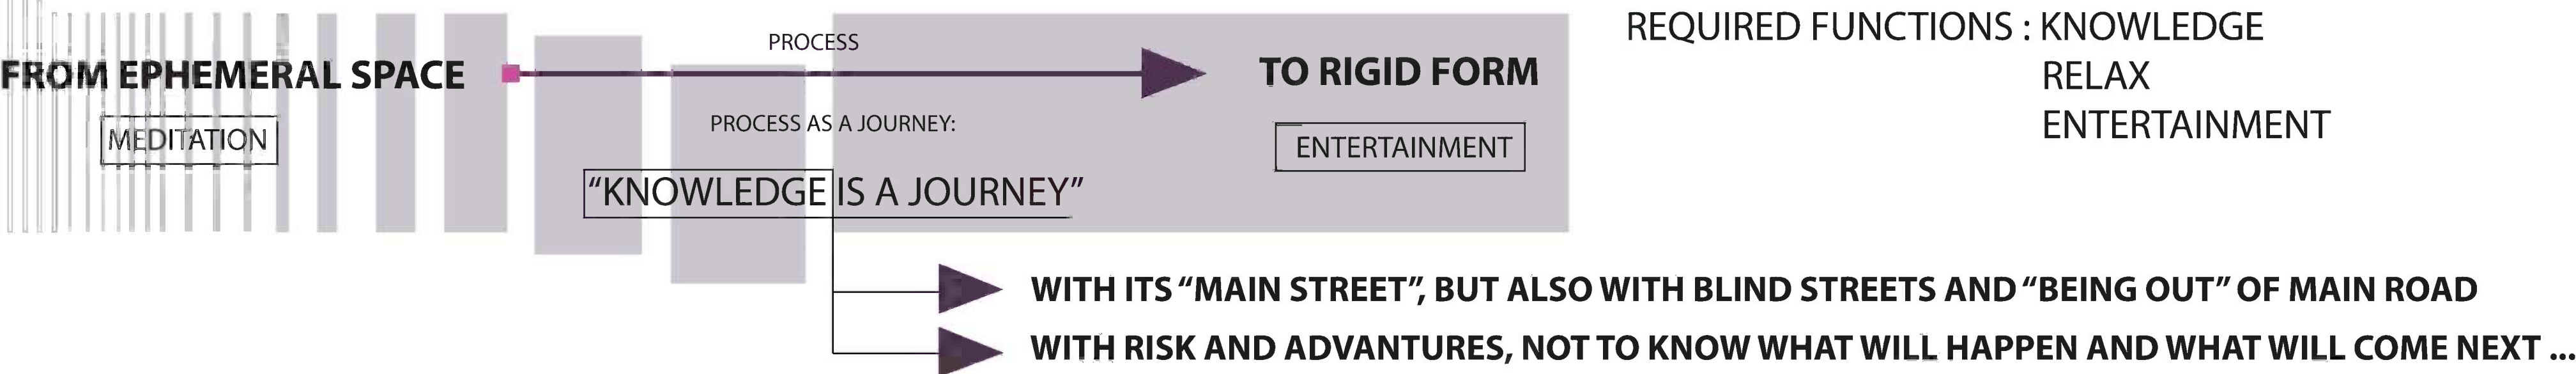 PROCESS
FROM EPHEMERAL SPACE
TO RIGID FORM
MEDITATION
PROCESS AS A JOURNEY:
ENTERTAINMENT
“KNOWLEDGE IS A JOURNEY”
REQUIRED FUNCTIONS : KNOWLEDGE
RELAX
ENTERTAINMENT
WITH ITS “MAIN STREET”, BUT ALSO WITH BLIND STREETS AND “BEING OUT” OF MAIN ROAD
WITH RISK AND ADVANTURES, NOT TO KNOW WHAT WILL HAPPEN AND WHAT WILL COME NEXT ...